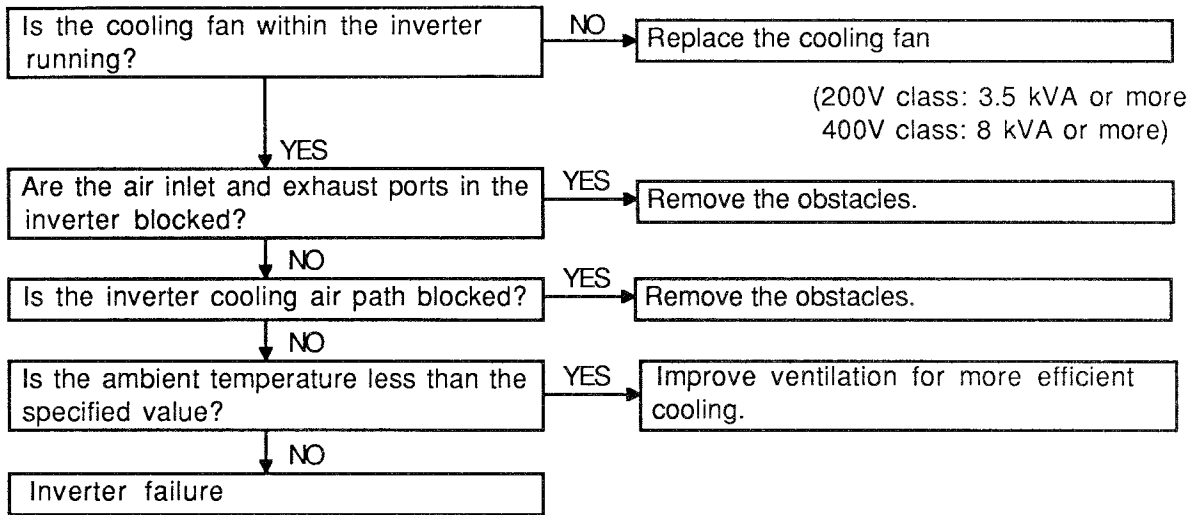 Is the cooling fan within the inverter
running?
NO
Replace the cooling fan
(200V class: 3.5 kVA or more
400V class: 8 kVA or more)
YES
Are the air inlet and exhaust ports in the
inverter blocked?
YES
Remove the obstacles.
NO
Is the inverter cooling air path blocked?
YES
Remove the obstacles.
NO
Is the ambient temperature less than the
specified value?
YES
Improve ventilation for more efficient
cooling.
NO
Inverter failure